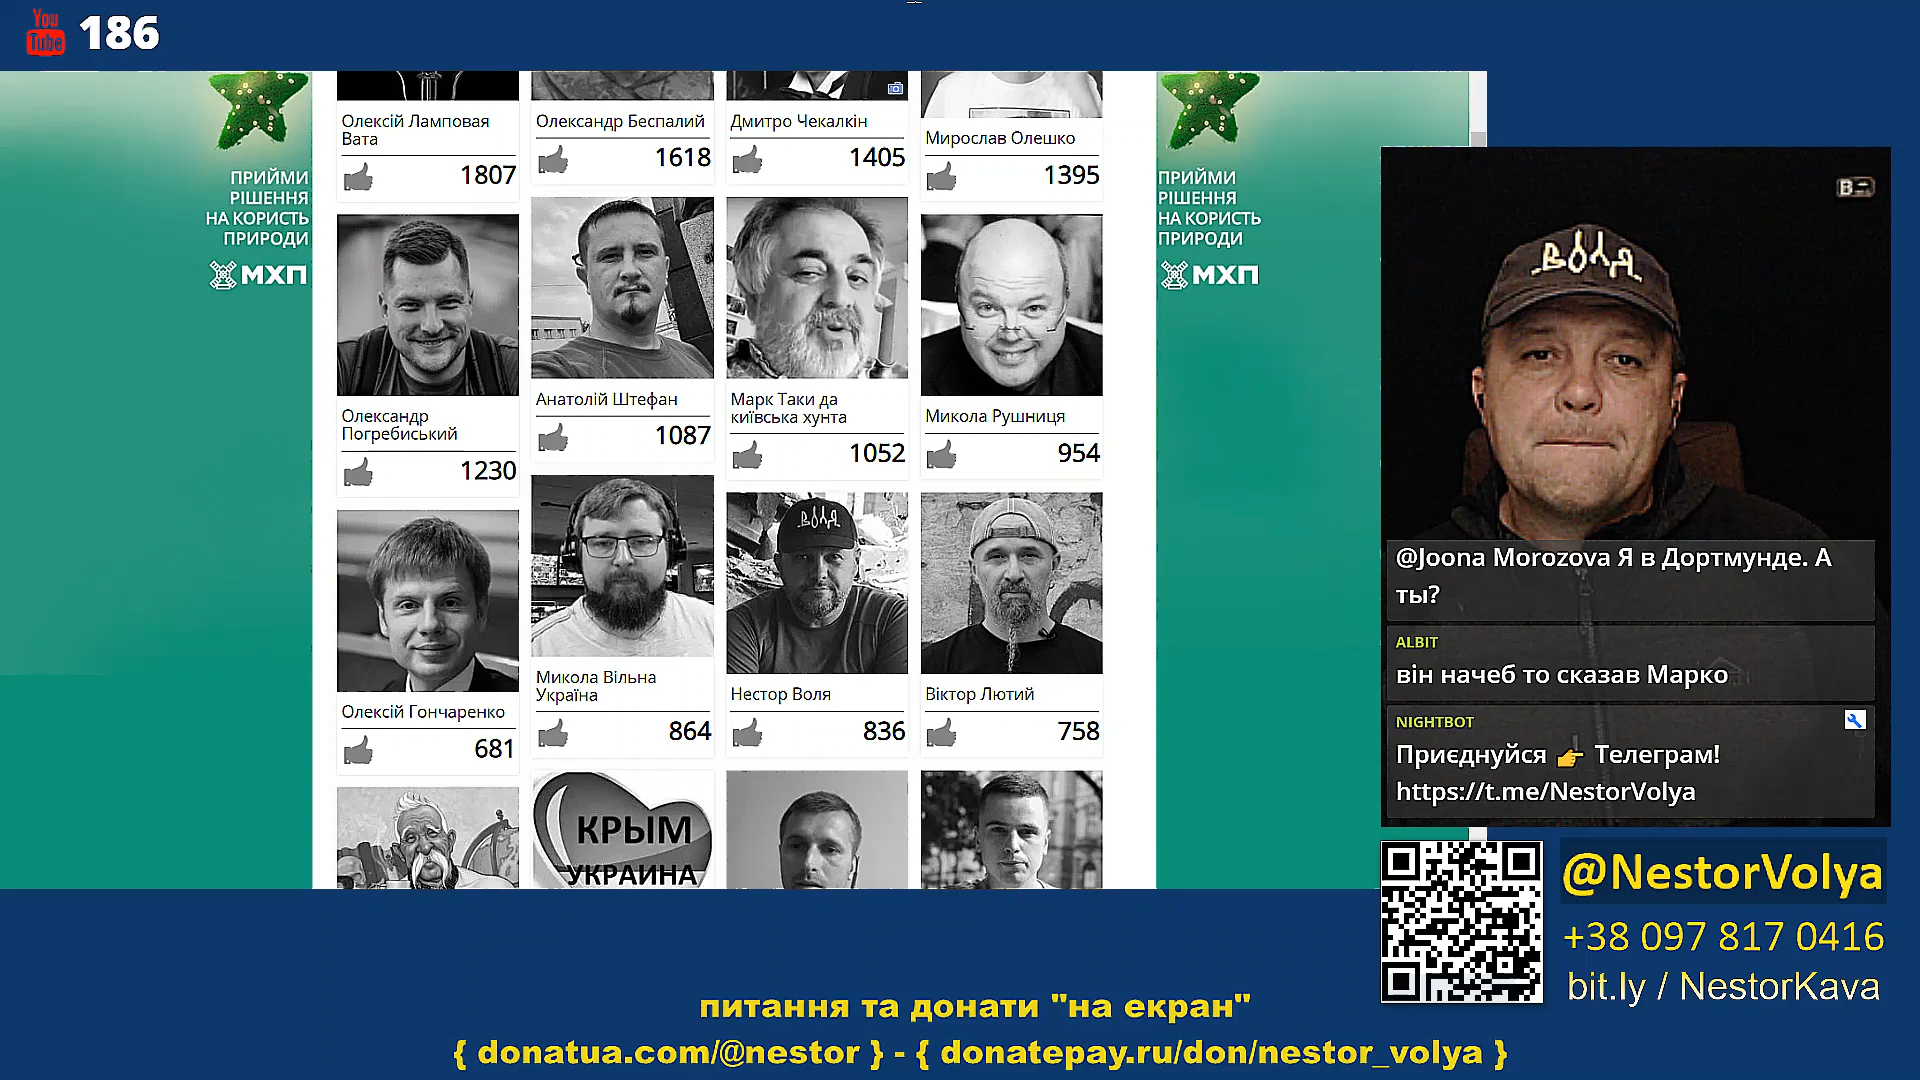 You
Tube
186
ПРИЙМИ
РІШЕННЯ
НА КОРИСТЬ
ПРИРОДИ
МХП
Олексій Ламповая
Вата
1807
Олександр Беспалий
1618
Дмитро Чекалкін
1405
Мирослав Олешко
1395
Олександр
Погребиський
1230
Анатолій Штефан
1087
Марк Таки да
київська хунта
1052
Микола Рушниця
954
Олексій Гончаренко
681
Микола Вільна
Україна
864
воля
Нестор Воля
836
Віктор Лютий
758
КРЫМ
УКРАИНА
ПРИЙМИ
РІШЕННЯ
НА КОРИСТЬ
ПРИРОДИ
МХП
воля
@Joona Morozova Я в Дортмунде. А
ты?
ALBIT
він начеб то сказав Марко
NIGHTBOT
Приєднуйся 👉 Телеграм!
https://t.me/NestorVolya
@NestorVolya
+38 097 817 0416
bit.ly / NestorKava
питання та донати "на екран"
{ donatua.com/@nestor } - { donatepay.ru/don/nestor_volya }